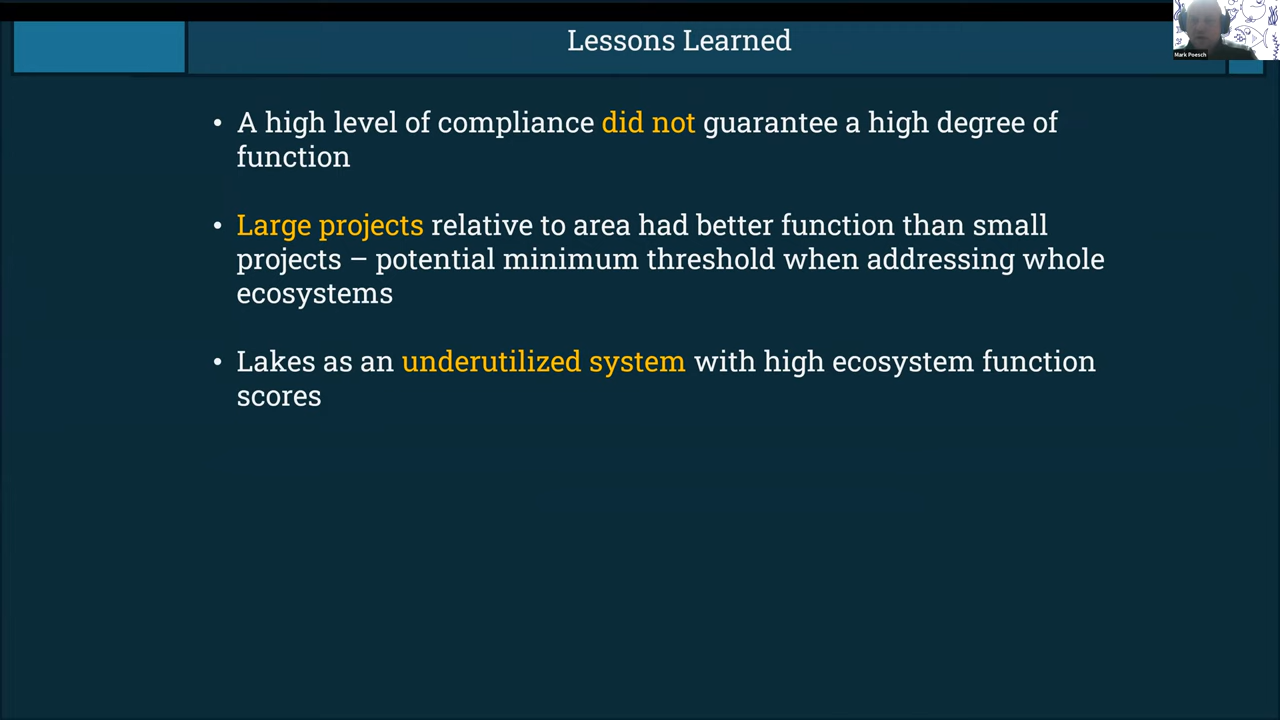 Lessons Learned
Mark Poesch
• A high level of compliance did not guarantee a high degree of
function
• Large projects relative to area had better function than small
projects – potential minimum threshold when addressing whole
ecosystems
• Lakes as an underutilized system with high ecosystem function
scores